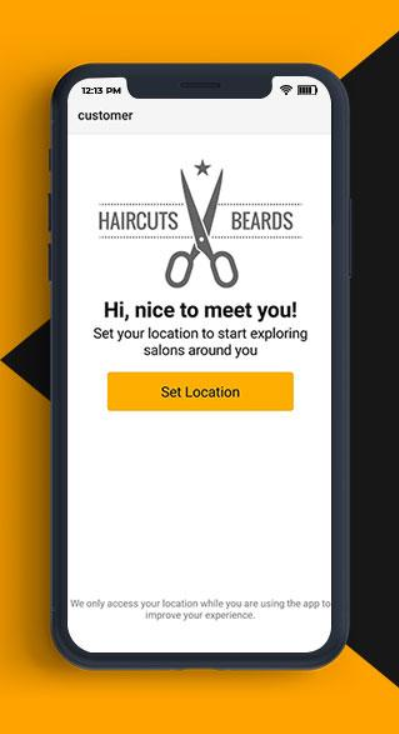 12:13 PM
customer
HAIRCUTS BEARDS
Hi, nice to meet you!
Set your location to start exploring
salons around you
Set Location
We only access your location while you are using the app to
improve your experience.